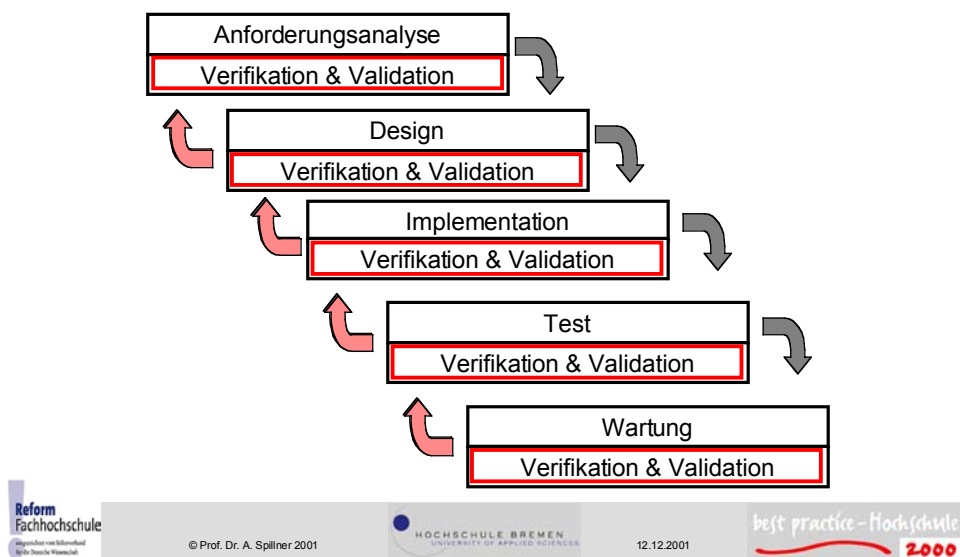 Anforderungsanalyse
Verifikation & Validation
Design
Verifikation & Validation
Implementation
Verifikation & Validation
Test
Verifikation & Validation
Wartung
Verifikation & Validation
Reform
Fachhochschule
© Prof. Dr. A. Spillner 2001
HOCHSCHULE BREMEN
UNIVERSITY OF APPLIED SCIENCES
12.12.2001
best practice-Hochschule
2000